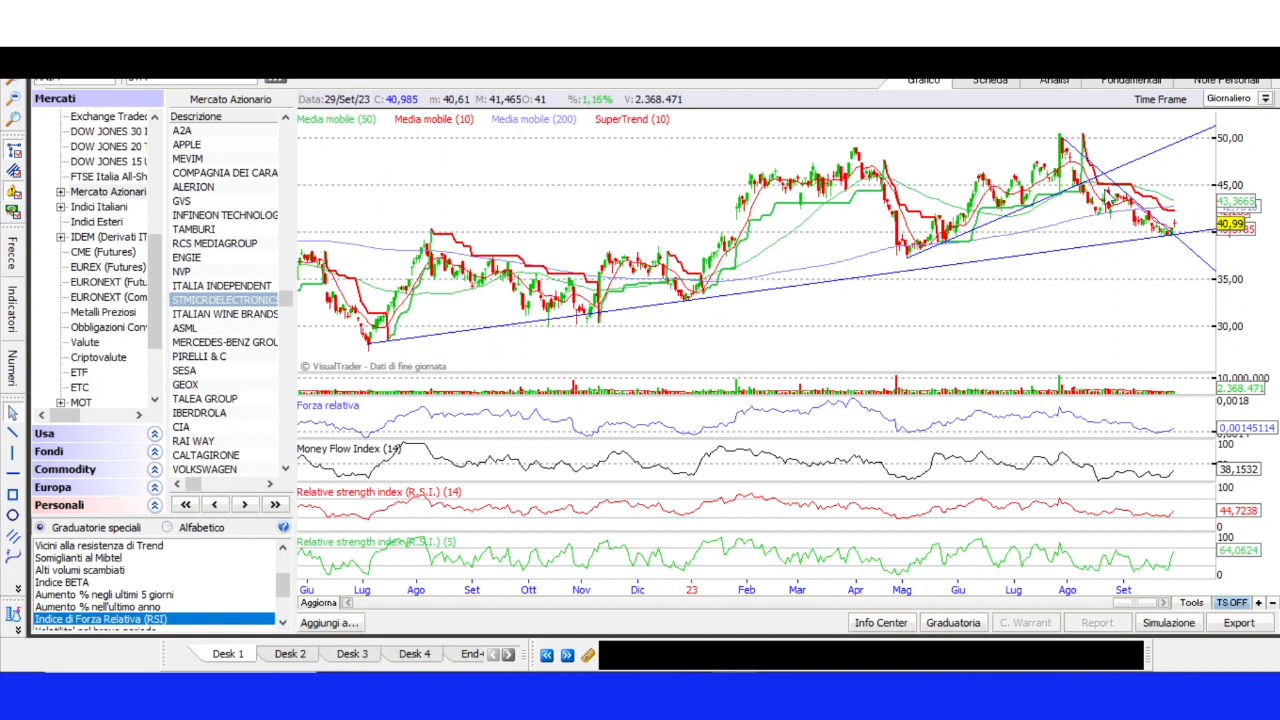 Grafico Scheda Analisi Fondamentali Note Personali
Mercati
Mercato Azionario
Data:29/Set/23 C: 40,985 m: 40,61 M: 41,465 O: 41 %: 1,16% V: 2.368.471
Time Frame Giornaliero
Exchange Traded
DOW JONES 30 I
DOW JONES 20 T
DOW JONES 15 U
FTSE Italia All-Sh
Mercato Azionari
Indici Italiani
Indici Esteri
IDEM (Derivati IT
CME (Futures)
EUREX (Futures)
EURONEXT (Futu
EURONEXT (Com
Metalli Preziosi
Obbligazioni Conv
Valute
Criptovalute
ETF
ETC
MOT
Fecce
Indicatori
Numeri
Descrizione
A2A
APPLE
MEVIM
COMPAGNIA DEI CARA
ALERION
GVS
INFINEON TECHNOLOG
TAMBURI
RCS MEDIAGROUP
ENGIE
NVP
ITALIA INDEPENDENT
STMICROELECTRONICS
ITALIAN WINE BRANDS
ASML
MERCEDES-BENZ GROU
PIRELLI & C
SESA
GEOX
TALEA GROUP
IBERDROLA
CIA
RAI WAY
CALTAGIRONE
VOLKSWAGEN
Usa
Fondi
Commodity
Europa
Personali
Graduatorie speciali Alfabetico
Vicini alla resistenza di Trend
Somiglianti al Mibtel
Alti volumi scambiati
Indice BETA
Aumento % negli ultimi 5 giorni
Aumento % nell'ultimo anno
Indice di Forza Relativa (RSI)
Volatilita' nel breve periodo
Media mobile (50) Media mobile (10) Media mobile (200) SuperTrend (10)
50,00
45,00
43,3665
40,99
35,00
30,00
© VisualTrader - Dati di fine giornata
10.000.000
2.368.471
Forza relativa
0,0018
0,00145114
Money Flow Index (14)
100
38,1532
Relative strength index (R.S.I.) (14)
100
44,7238
0
Relative strength index (R.S.I.) (5)
100
64,0624
0
Giu Lug Ago Set Ott Nov Dic 23 Feb Mar Apr Mag Giu Lug Ago Set
Aggiorna Tools TS OFF + −
Aggiungi a... Info Center Graduatoria C. Warrant Report Simulazione Export
Desk 1 Desk 2 Desk 3 Desk 4 End-